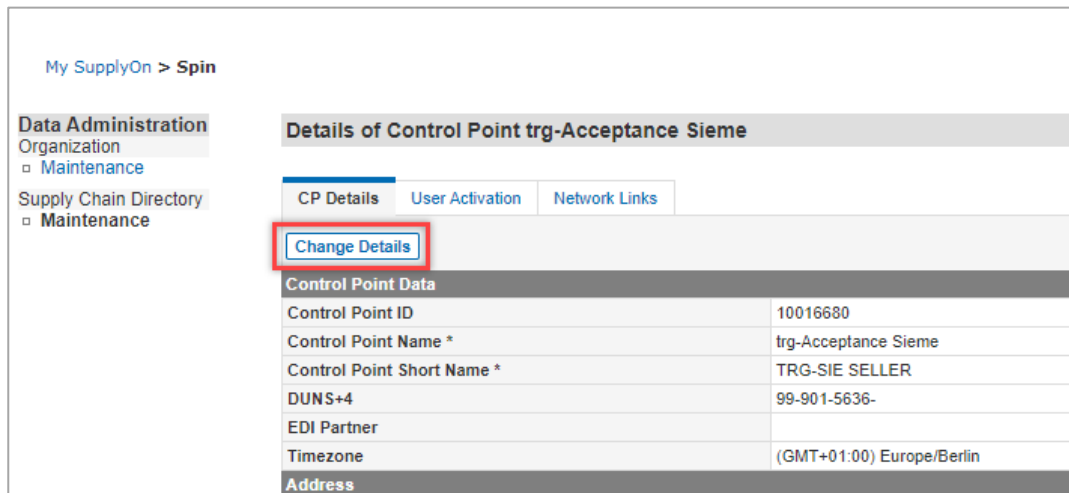 My SupplyOn > Spin
Data Administration
Organization
Maintenance
Supply Chain Directory
Maintenance
Details of Control Point trg-Acceptance Sieme
CP Details User Activation Network Links
Change Details
Control Point Data
Control Point ID 10016680
Control Point Name * trg-Acceptance Sieme
Control Point Short Name * TRG-SIE SELLER
DUNS+4 99-901-5636-
EDI Partner
Timezone (GMT+01:00) Europe/Berlin
Address